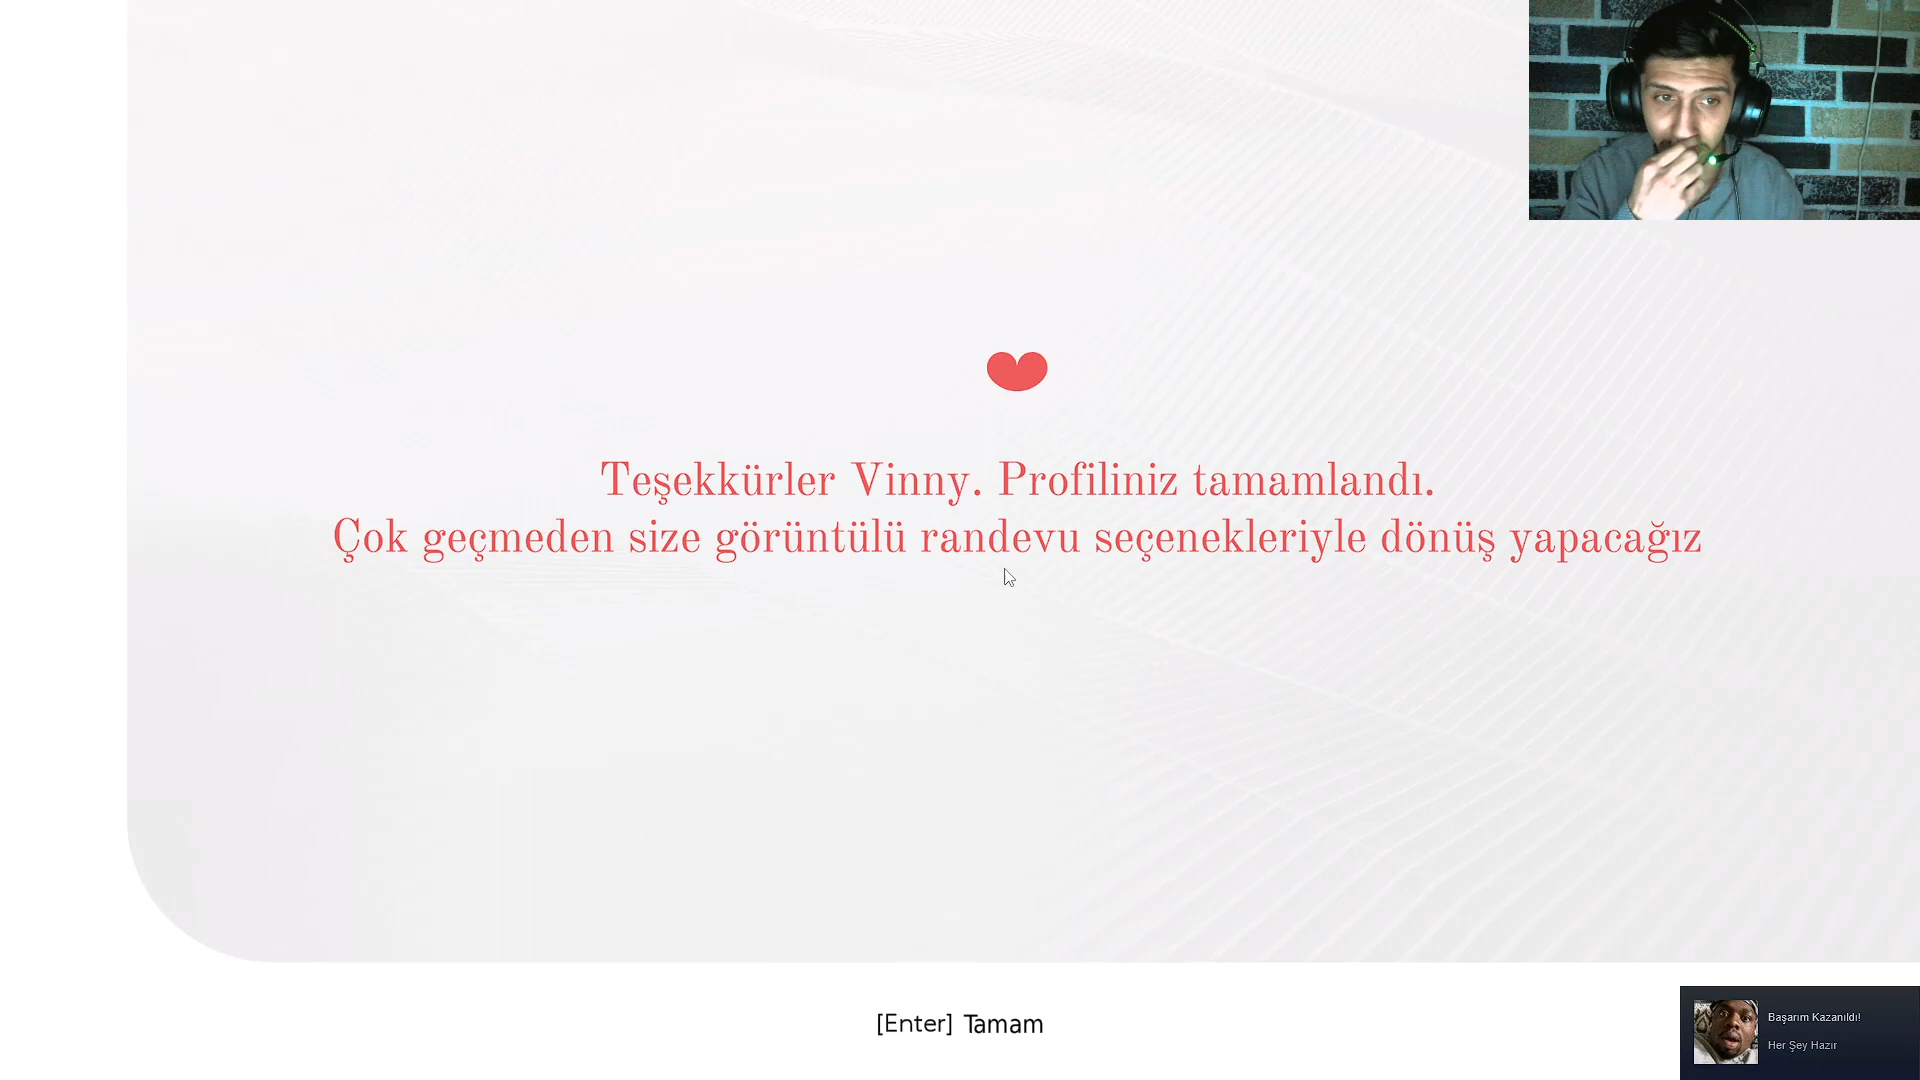 Teşekkürler Vinny. Profiliniz tamamlandı.
Çok geçmeden size görüntülü randevu seçenekleriyle dönüş yapacağız
[Enter] Tamam
Başarım Kazanıldı!
Her Şey Hazır